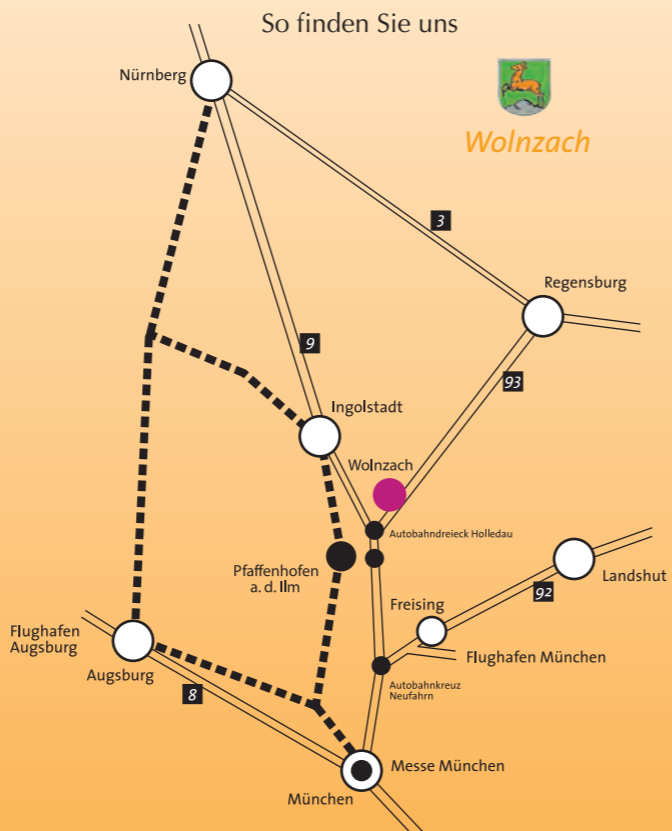 So finden Sie uns
Nürnberg
Wolnzach
3
Regensburg
9
93
Ingolstadt
Wolnzach
Autobahndreieck Holledau
Pfaffenhofen
a. d. Ilm
Landshut
92
Freising
Flughafen
Augsburg
Flughafen München
Augsburg
Autobahnkreuz
Neufahrn
8
Messe München
München